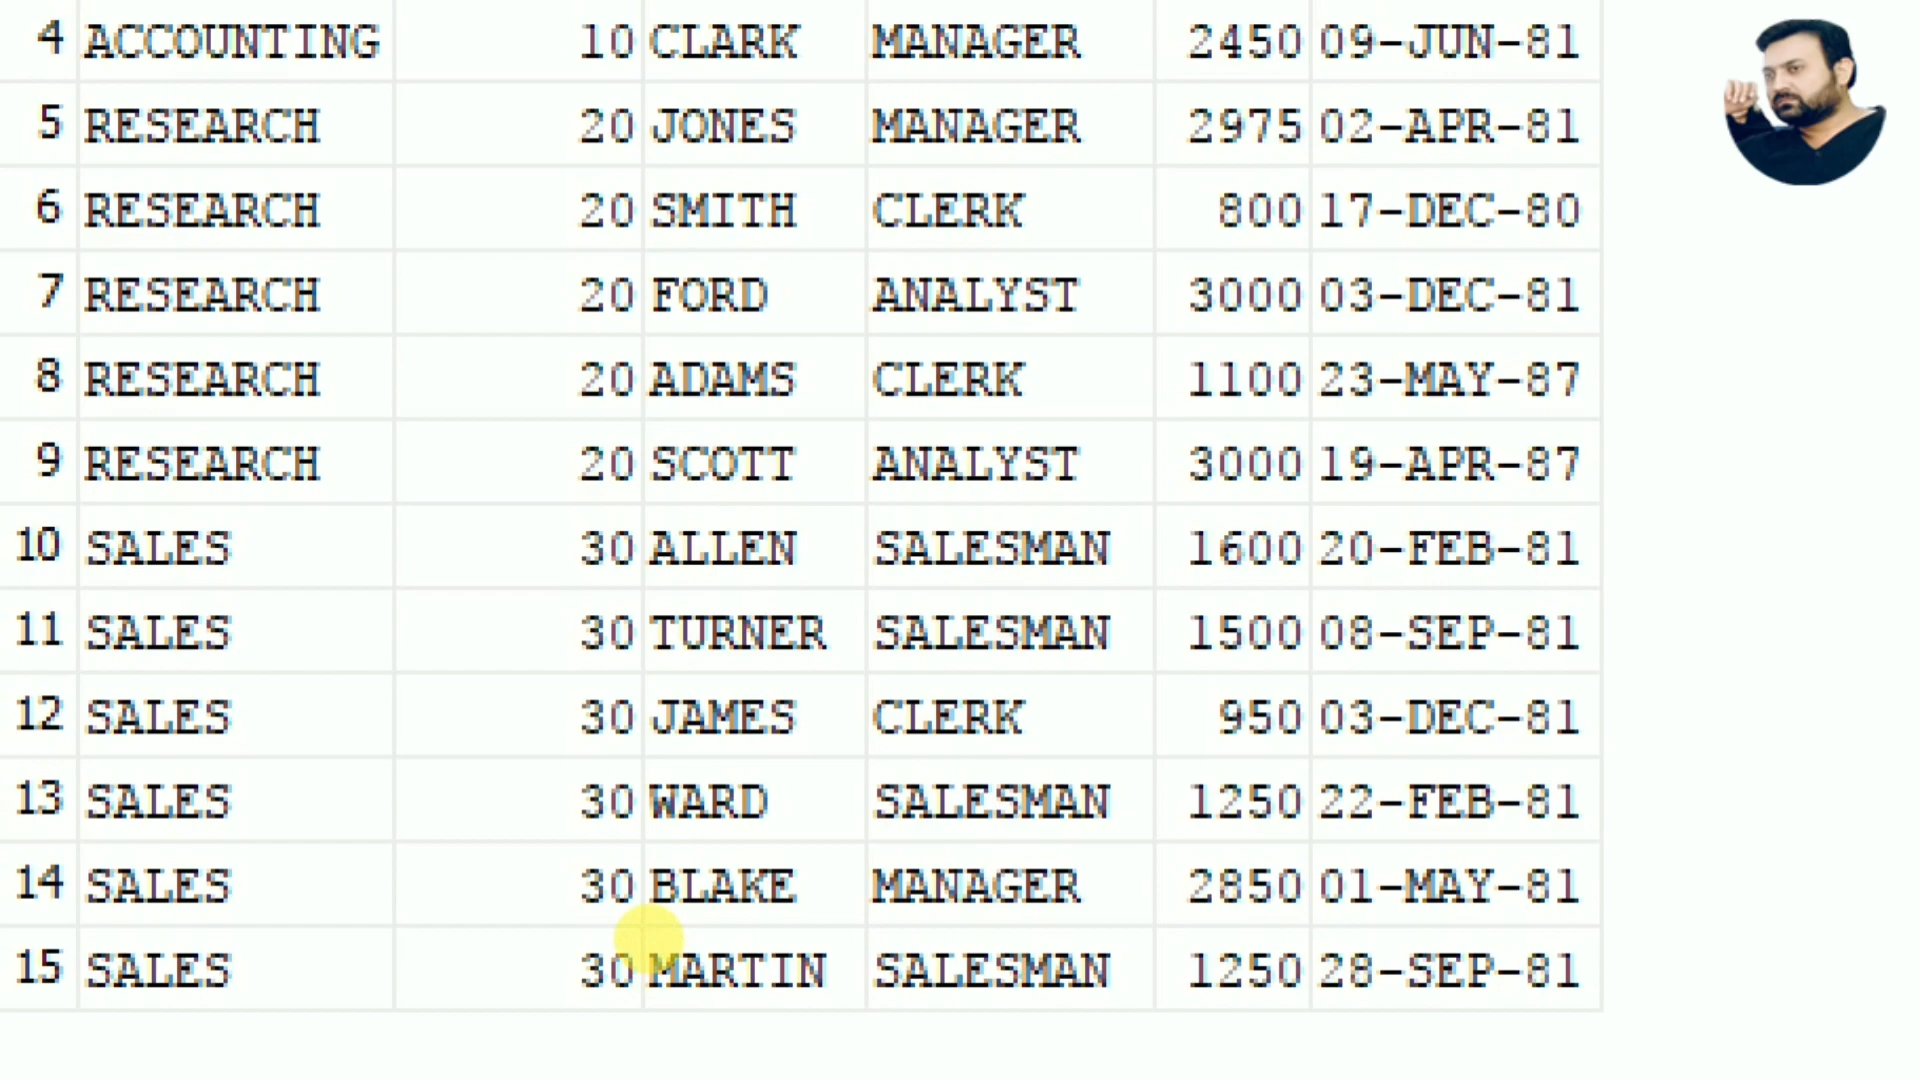 4 ACCOUNTING 10 CLARK MANAGER 2450 09-JUN-81
5 RESEARCH 20 JONES MANAGER 2975 02-APR-81
6 RESEARCH 20 SMITH CLERK 800 17-DEC-80
7 RESEARCH 20 FORD ANALYST 3000 03-DEC-81
8 RESEARCH 20 ADAMS CLERK 1100 23-MAY-87
9 RESEARCH 20 SCOTT ANALYST 3000 19-APR-87
10 SALES 30 ALLEN SALESMAN 1600 20-FEB-81
11 SALES 30 TURNER SALESMAN 1500 08-SEP-81
12 SALES 30 JAMES CLERK 950 03-DEC-81
13 SALES 30 WARD SALESMAN 1250 22-FEB-81
14 SALES 30 BLAKE MANAGER 2850 01-MAY-81
15 SALES 30 MARTIN SALESMAN 1250 28-SEP-81